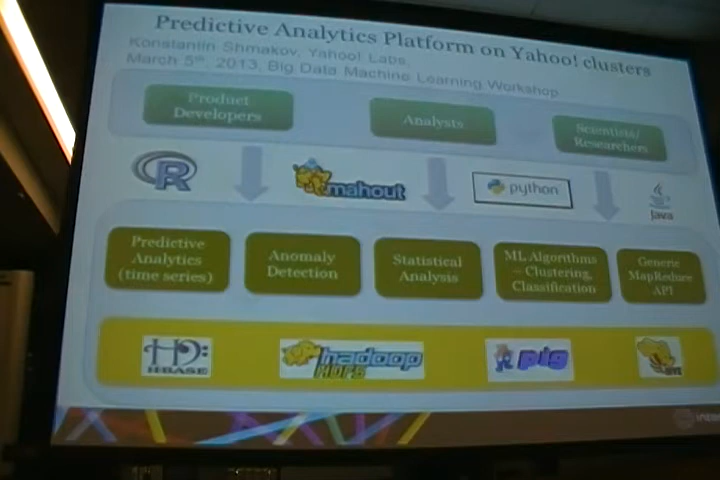 Predictive Analytics Platform on Yahoo! clusters
Konstantin Shmakov, Yahoo! Labs,
March 5th, 2013, Big Data Machine Learning Workshop
Product
Developers
Analysts
Scientists/
Researchers
R
mahout
python
Java
Predictive
Analytics
(time series)
Anomaly
Detection
Statistical
Analysis
ML Algorithms
– Clustering,
Classification
Generic
MapReduce
API
HBASE
hadoop
HDFS
pig
HIVE